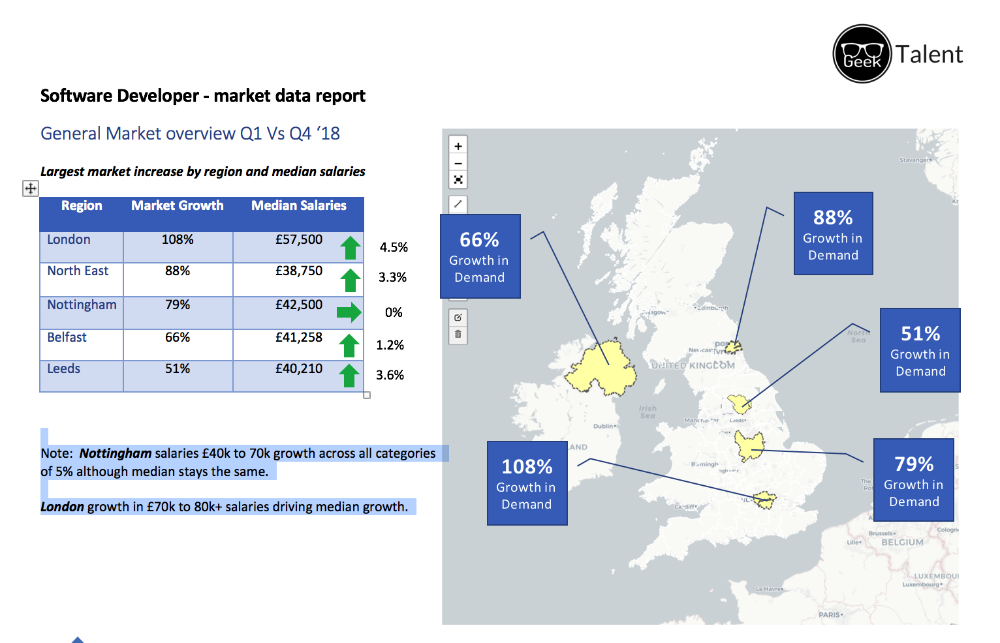 Geek Talent
Software Developer - market data report
General Market overview Q1 Vs Q4 ‘18
Largest market increase by region and median salaries
Region Market Growth Median Salaries
London 108% £57,500 4.5%
North East 88% £38,750 3.3%
Nottingham 79% £42,500 0%
Belfast 66% £41,258 1.2%
Leeds 51% £40,210 3.6%
Note: Nottingham salaries £40k to 70k growth across all categories
of 5% although median stays the same.
London growth in £70k to 80k+ salaries driving median growth.
+
−
66%
Growth in
Demand
88%
Growth in
Demand
51%
Growth in
Demand
108%
Growth in
Demand
79%
Growth in
Demand
Stavanger
Edinburgh
UNITED KINGDOM
North
Sea
Irish
Sea
Dublin
Leeds
Cardiff
The
Brussels
Lille
BELGIUM
Luxembourg
Le Havre
PARIS